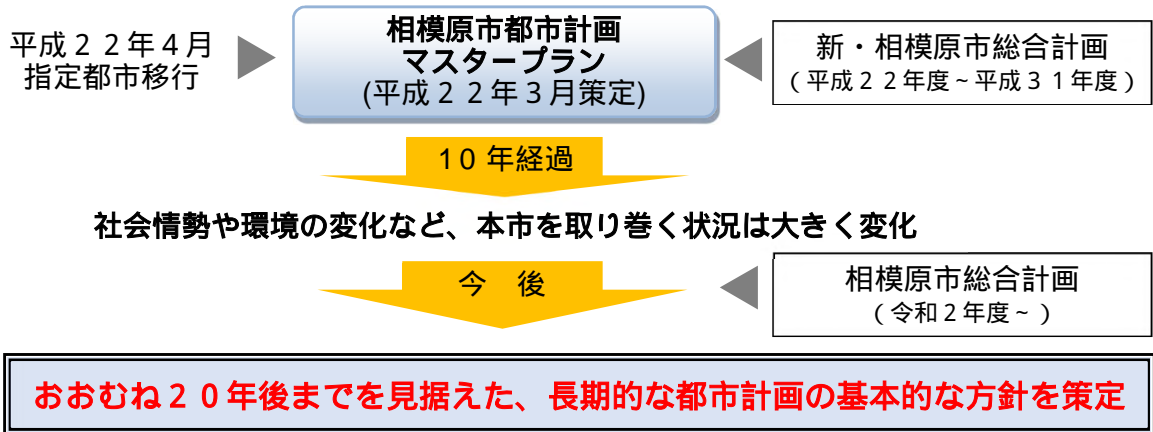 平成２２年４月
指定都市移行
相模原市都市計画
マスタープラン
(平成２２年３月策定)
新・相模原市総合計画
（平成２２年度～平成３１年度）
１０年経過
社会情勢や環境の変化など、本市を取り巻く状況は大きく変化
今　後
相模原市総合計画
（令和２年度～）
おおむね２０年後までを見据えた、長期的な都市計画の基本的な方針を策定